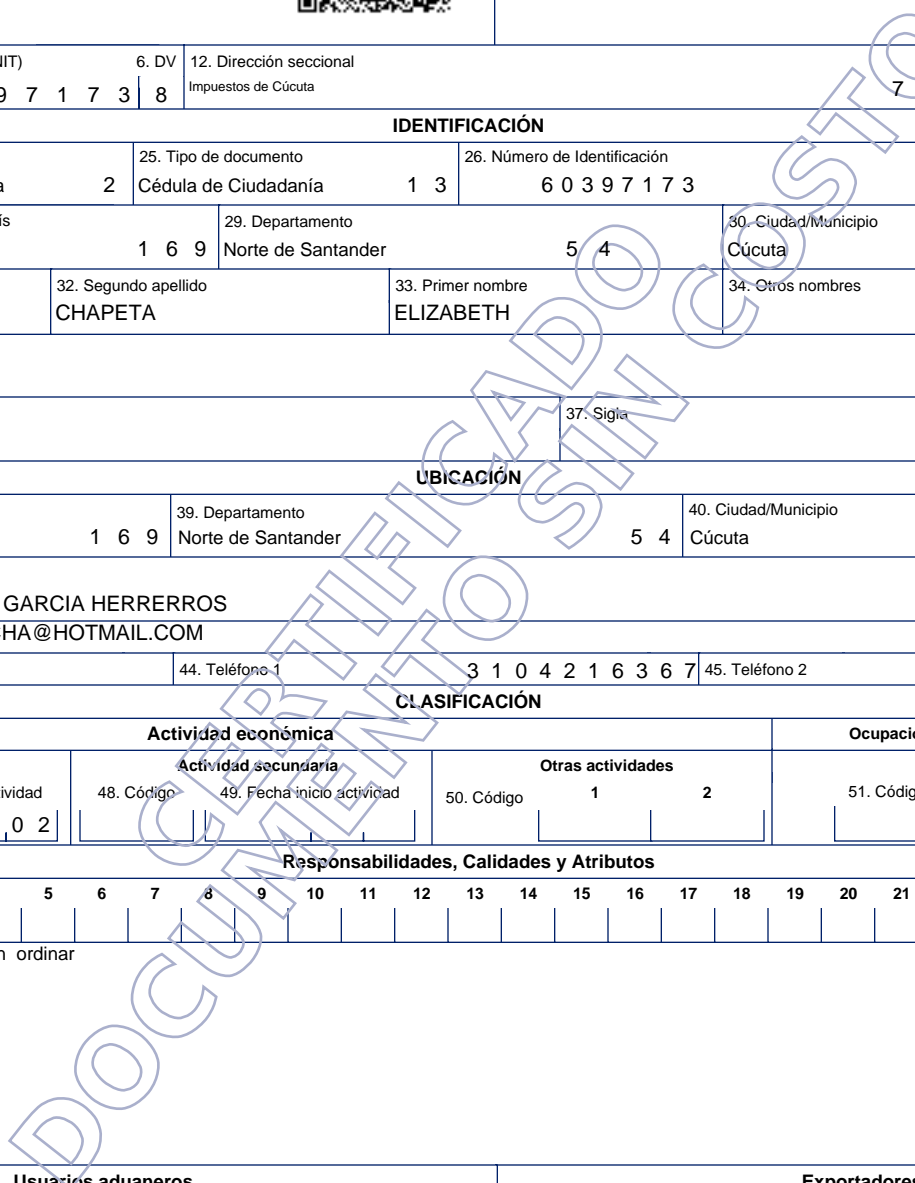 IT) 6. DV 12. Dirección seccional
9 7 1 7 3 8 Impuestos de Cúcuta 7
IDENTIFICACIÓN
25. Tipo de documento 26. Número de Identificación
a 2 Cédula de Ciudadanía 1 3 6 0 3 9 7 1 7 3
ís 29. Departamento 30. Ciudad/Municipio
1 6 9 Norte de Santander 5 4 Cúcuta
32. Segundo apellido 33. Primer nombre 34. Otros nombres
CHAPETA ELIZABETH
37. Sigla
UBICACIÓN
39. Departamento 40. Ciudad/Municipio
1 6 9 Norte de Santander 5 4 Cúcuta
GARCIA HERRERROS
CHA@HOTMAIL.COM
44. Teléfono 1 3 1 0 4 2 1 6 3 6 7 45. Teléfono 2
CLASIFICACIÓN
Actividad económica Ocupació
Actividad secundaria Otras actividades
ividad 48. Código 49. Fecha inicio actividad 50. Código 1 2 51. Códig
0 2
Responsabilidades, Calidades y Atributos
5 6 7 8 9 10 11 12 13 14 15 16 17 18 19 20 21
n ordinar
Usuarios aduaneros Exportadores
CERTIFICADO
DOCUMENTO SIN COSTO